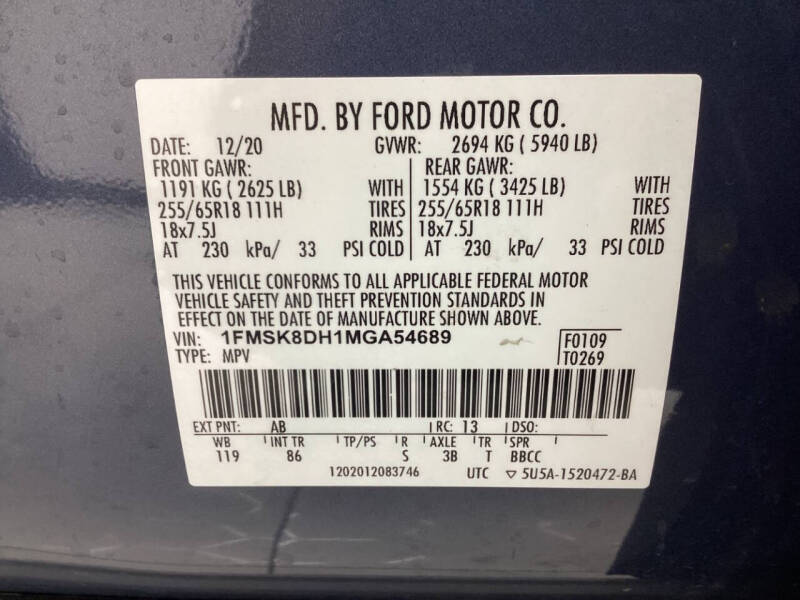 MFD. BY FORD MOTOR CO.
DATE: 12/20 GVWR: 2694 KG ( 5940 LB)
FRONT GAWR: REAR GAWR:
1191 KG ( 2625 LB) WITH 1554 KG ( 3425 LB) WITH
255/65R18 111H TIRES 255/65R18 111H TIRES
18x7.5J RIMS 18x7.5J RIMS
AT 230 kPa/ 33 PSI COLD AT 230 kPa/ 33 PSI COLD
THIS VEHICLE CONFORMS TO ALL APPLICABLE FEDERAL MOTOR
VEHICLE SAFETY AND THEFT PREVENTION STANDARDS IN
EFFECT ON THE DATE OF MANUFACTURE SHOWN ABOVE.
VIN: 1FMSK8DH1MGA54689 F0109
TYPE: MPV T0269
EXT PNT: AB RC: 13 DSO:
WB INT TR TP/PS R AXLE TR SPR
119 86 S 3B T BBCC
1202012083746 UTC ▽ 5U5A-1520472-BA